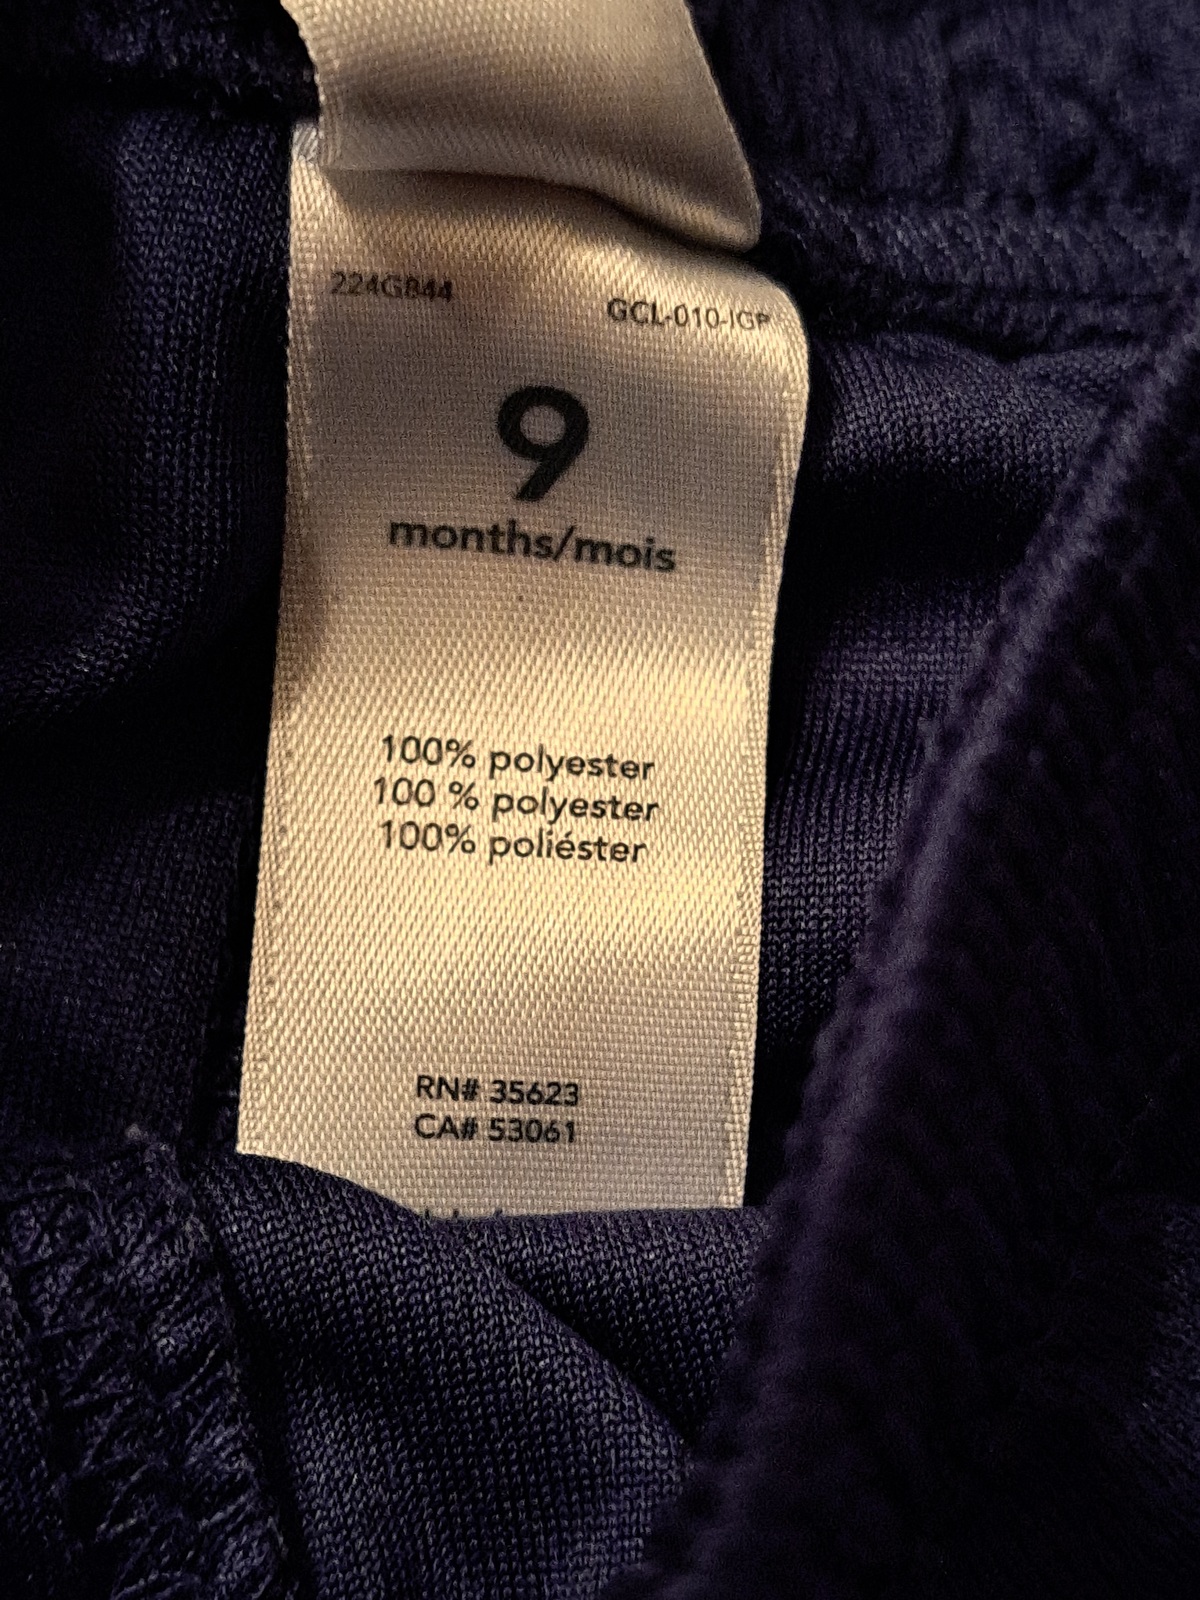 224G844
GCL-010-IGP
9
months/mois
100% polyester
100 % polyester
100% poliéster
RN# 35623
CA# 53061